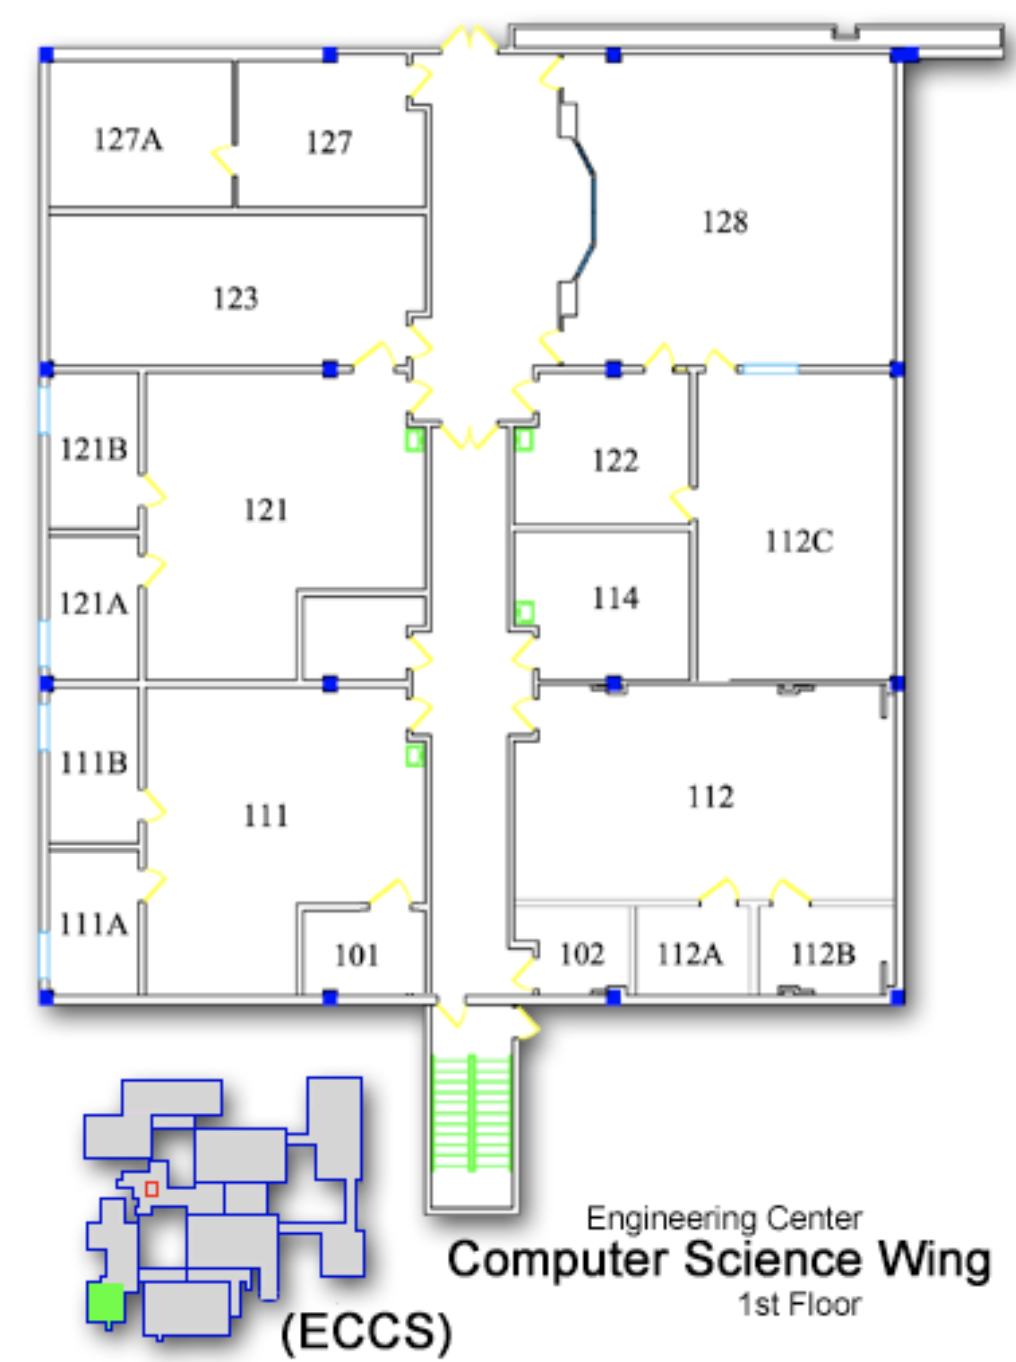 127A
127
128
123
121B
122
121
112C
121A
114
111B
112
111
111A
101
102
112A
112B
Engineering Center
Computer Science Wing
1st Floor
(ECCS)